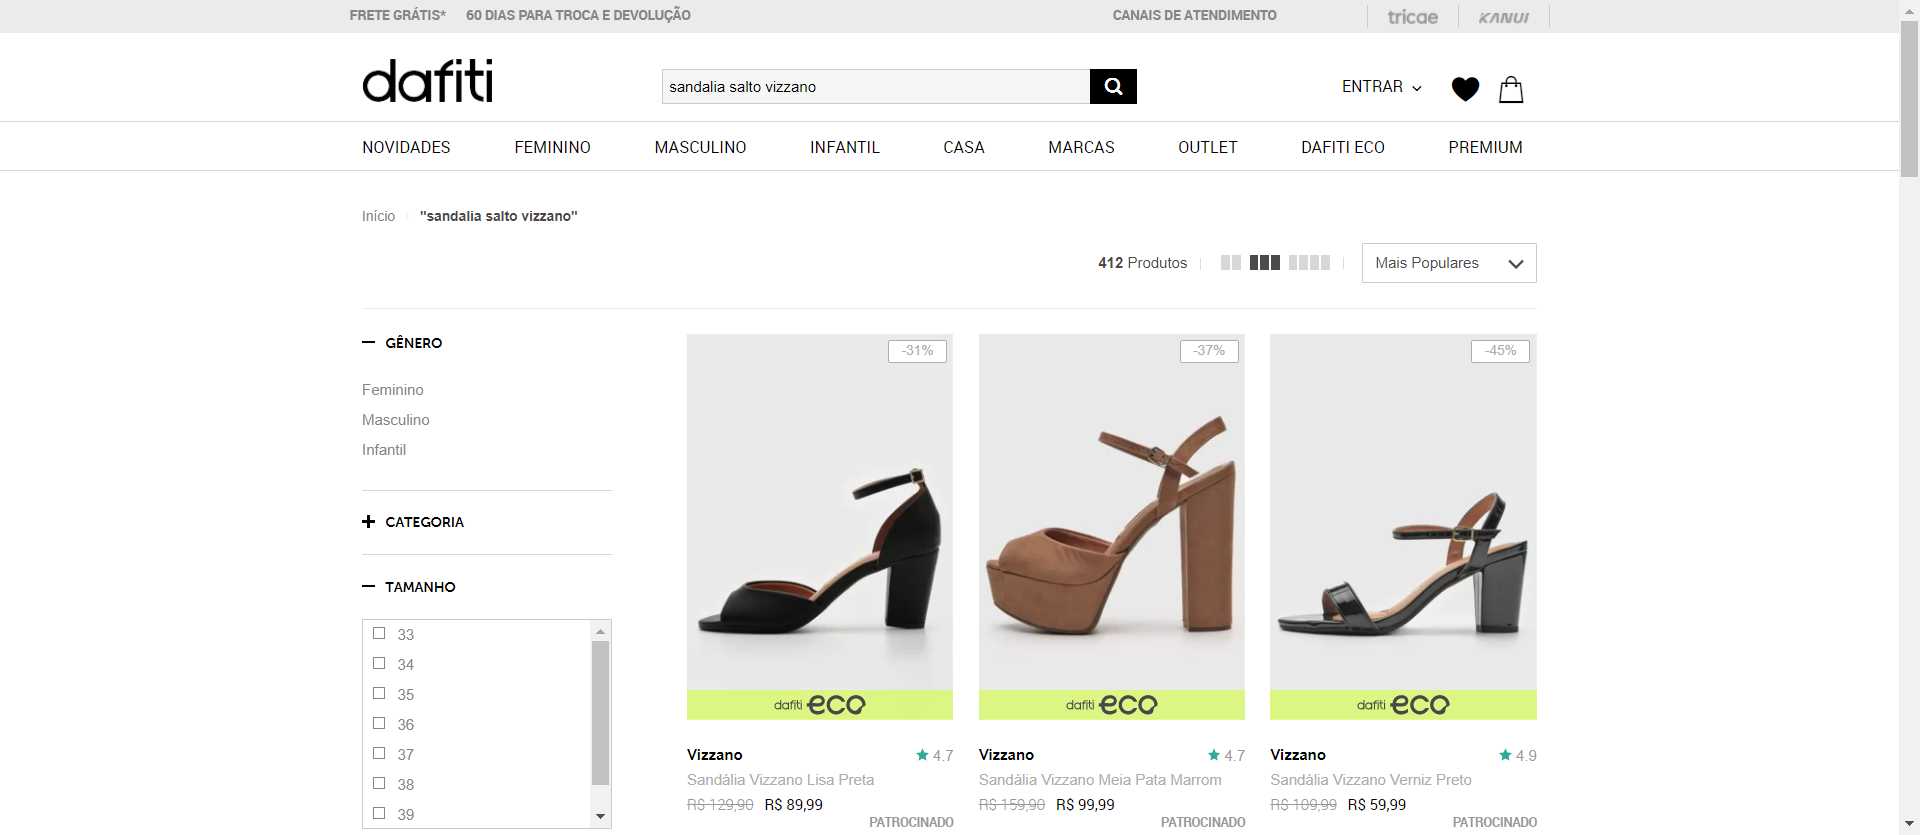 FRETE GRÁTIS* 60 DIAS PARA TROCA E DEVOLUÇÃO CANAIS DE ATENDIMENTO tricae KANUI
dafiti
sandalia salto vizzano
ENTRAR
NOVIDADES FEMININO MASCULINO INFANTIL CASA MARCAS OUTLET DAFITI ECO PREMIUM
Início "sandalia salto vizzano"
412 Produtos
Mais Populares
GÊNERO
Feminino
Masculino
Infantil
CATEGORIA
TAMANHO
33
34
35
36
37
38
39
-31%
dafiti eco
Vizzano 4.7
Sandália Vizzano Lisa Preta
R$ 129,90 R$ 89,99
PATROCINADO
-37%
dafiti eco
Vizzano 4.7
Sandália Vizzano Meia Pata Marrom
R$ 159,90 R$ 99,99
PATROCINADO
-45%
dafiti eco
Vizzano 4.9
Sandália Vizzano Verniz Preto
R$ 109,99 R$ 59,99
PATROCINADO